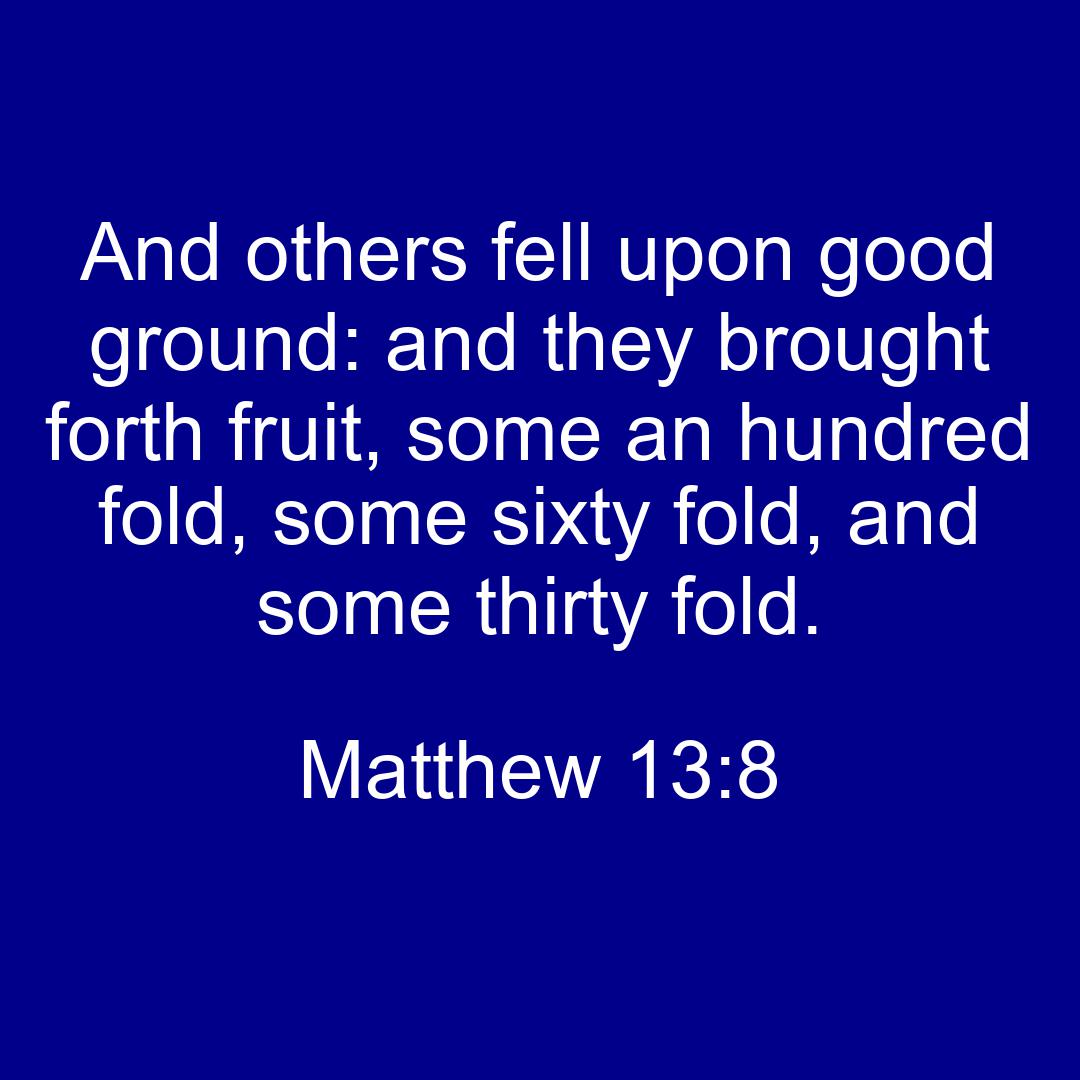 And others fell upon good
ground: and they brought
forth fruit, some an hundred
fold, some sixty fold, and
some thirty fold.
Matthew 13:8